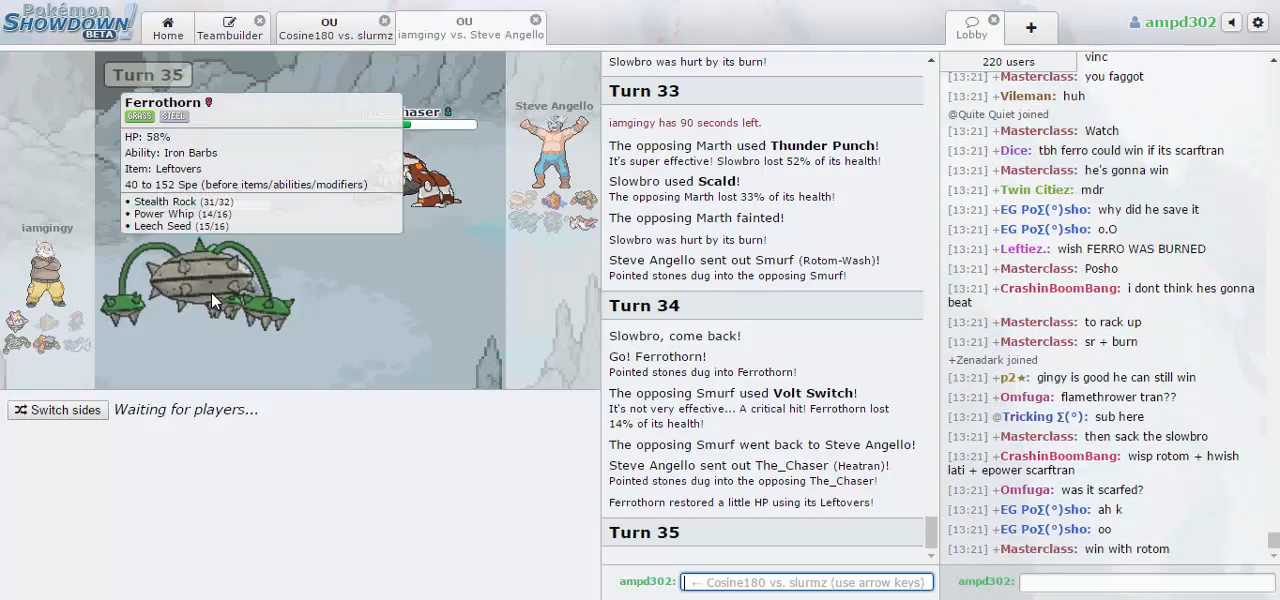 Pokémon
Showdown!
BETA
Home
Teambuilder
OU
Cosine180 vs. slurmz
OU
iamgingy vs. Steve Angello
Lobby
+
ampd302
Turn 35
Ferrothorn
GRASS STEEL
HP: 58%
Ability: Iron Barbs
Item: Leftovers
40 to 152 Spe (before items/abilities/modifiers)
• Stealth Rock (31/32)
• Power Whip (14/16)
• Leech Seed (15/16)
Steve Angello
iamgingy
Switch sides
Waiting for players...
Slowbro was hurt by its burn!
Turn 33
iamgingy has 90 seconds left.
The opposing Marth used Thunder Punch!
It's super effective! Slowbro lost 52% of its health!
Slowbro used Scald!
The opposing Marth lost 33% of its health!
The opposing Marth fainted!
Slowbro was hurt by its burn!
Steve Angello sent out Smurf (Rotom-Wash)!
Pointed stones dug into the opposing Smurf!
Turn 34
Slowbro, come back!
Go! Ferrothorn!
Pointed stones dug into Ferrothorn!
The opposing Smurf used Volt Switch!
It's not very effective... A critical hit! Ferrothorn lost
14% of its health!
The opposing Smurf went back to Steve Angello!
Steve Angello sent out The_Chaser (Heatran)!
Pointed stones dug into the opposing The_Chaser!
Ferrothorn restored a little HP using its Leftovers!
Turn 35
ampd302: ← Cosine180 vs. slurmz (use arrow keys)
220 users
vinc
[13:21] +Masterclass: you faggot
[13:21] +Vileman: huh
@Quite Quiet joined
[13:21] +Masterclass: Watch
[13:21] +Dice: tbh ferro could win if its scarftran
[13:21] +Masterclass: he's gonna win
[13:21] +Twin Citiez: mdr
[13:21] +EG PoΣ(°)sho: why did he save it
[13:21] +EG PoΣ(°)sho: o.O
[13:21] +Leftiez.: wish FERRO WAS BURNED
[13:21] +Masterclass: Posho
[13:21] +CrashinBoomBang: i dont think hes gonna
beat
[13:21] +Masterclass: to rack up
[13:21] +Masterclass: sr + burn
+Zenadark joined
[13:21] +p2★: gingy is good he can still win
[13:21] +Omfuga: flamethrower tran??
[13:21] @Tricking Σ(°): sub here
[13:21] +Masterclass: then sack the slowbro
[13:21] +CrashinBoomBang: wisp rotom + hwish
lati + epower scarftran
[13:21] +Omfuga: was it scarfed?
[13:21] +EG PoΣ(°)sho: ah k
[13:21] +EG PoΣ(°)sho: oo
[13:21] +Masterclass: win with rotom
ampd302: